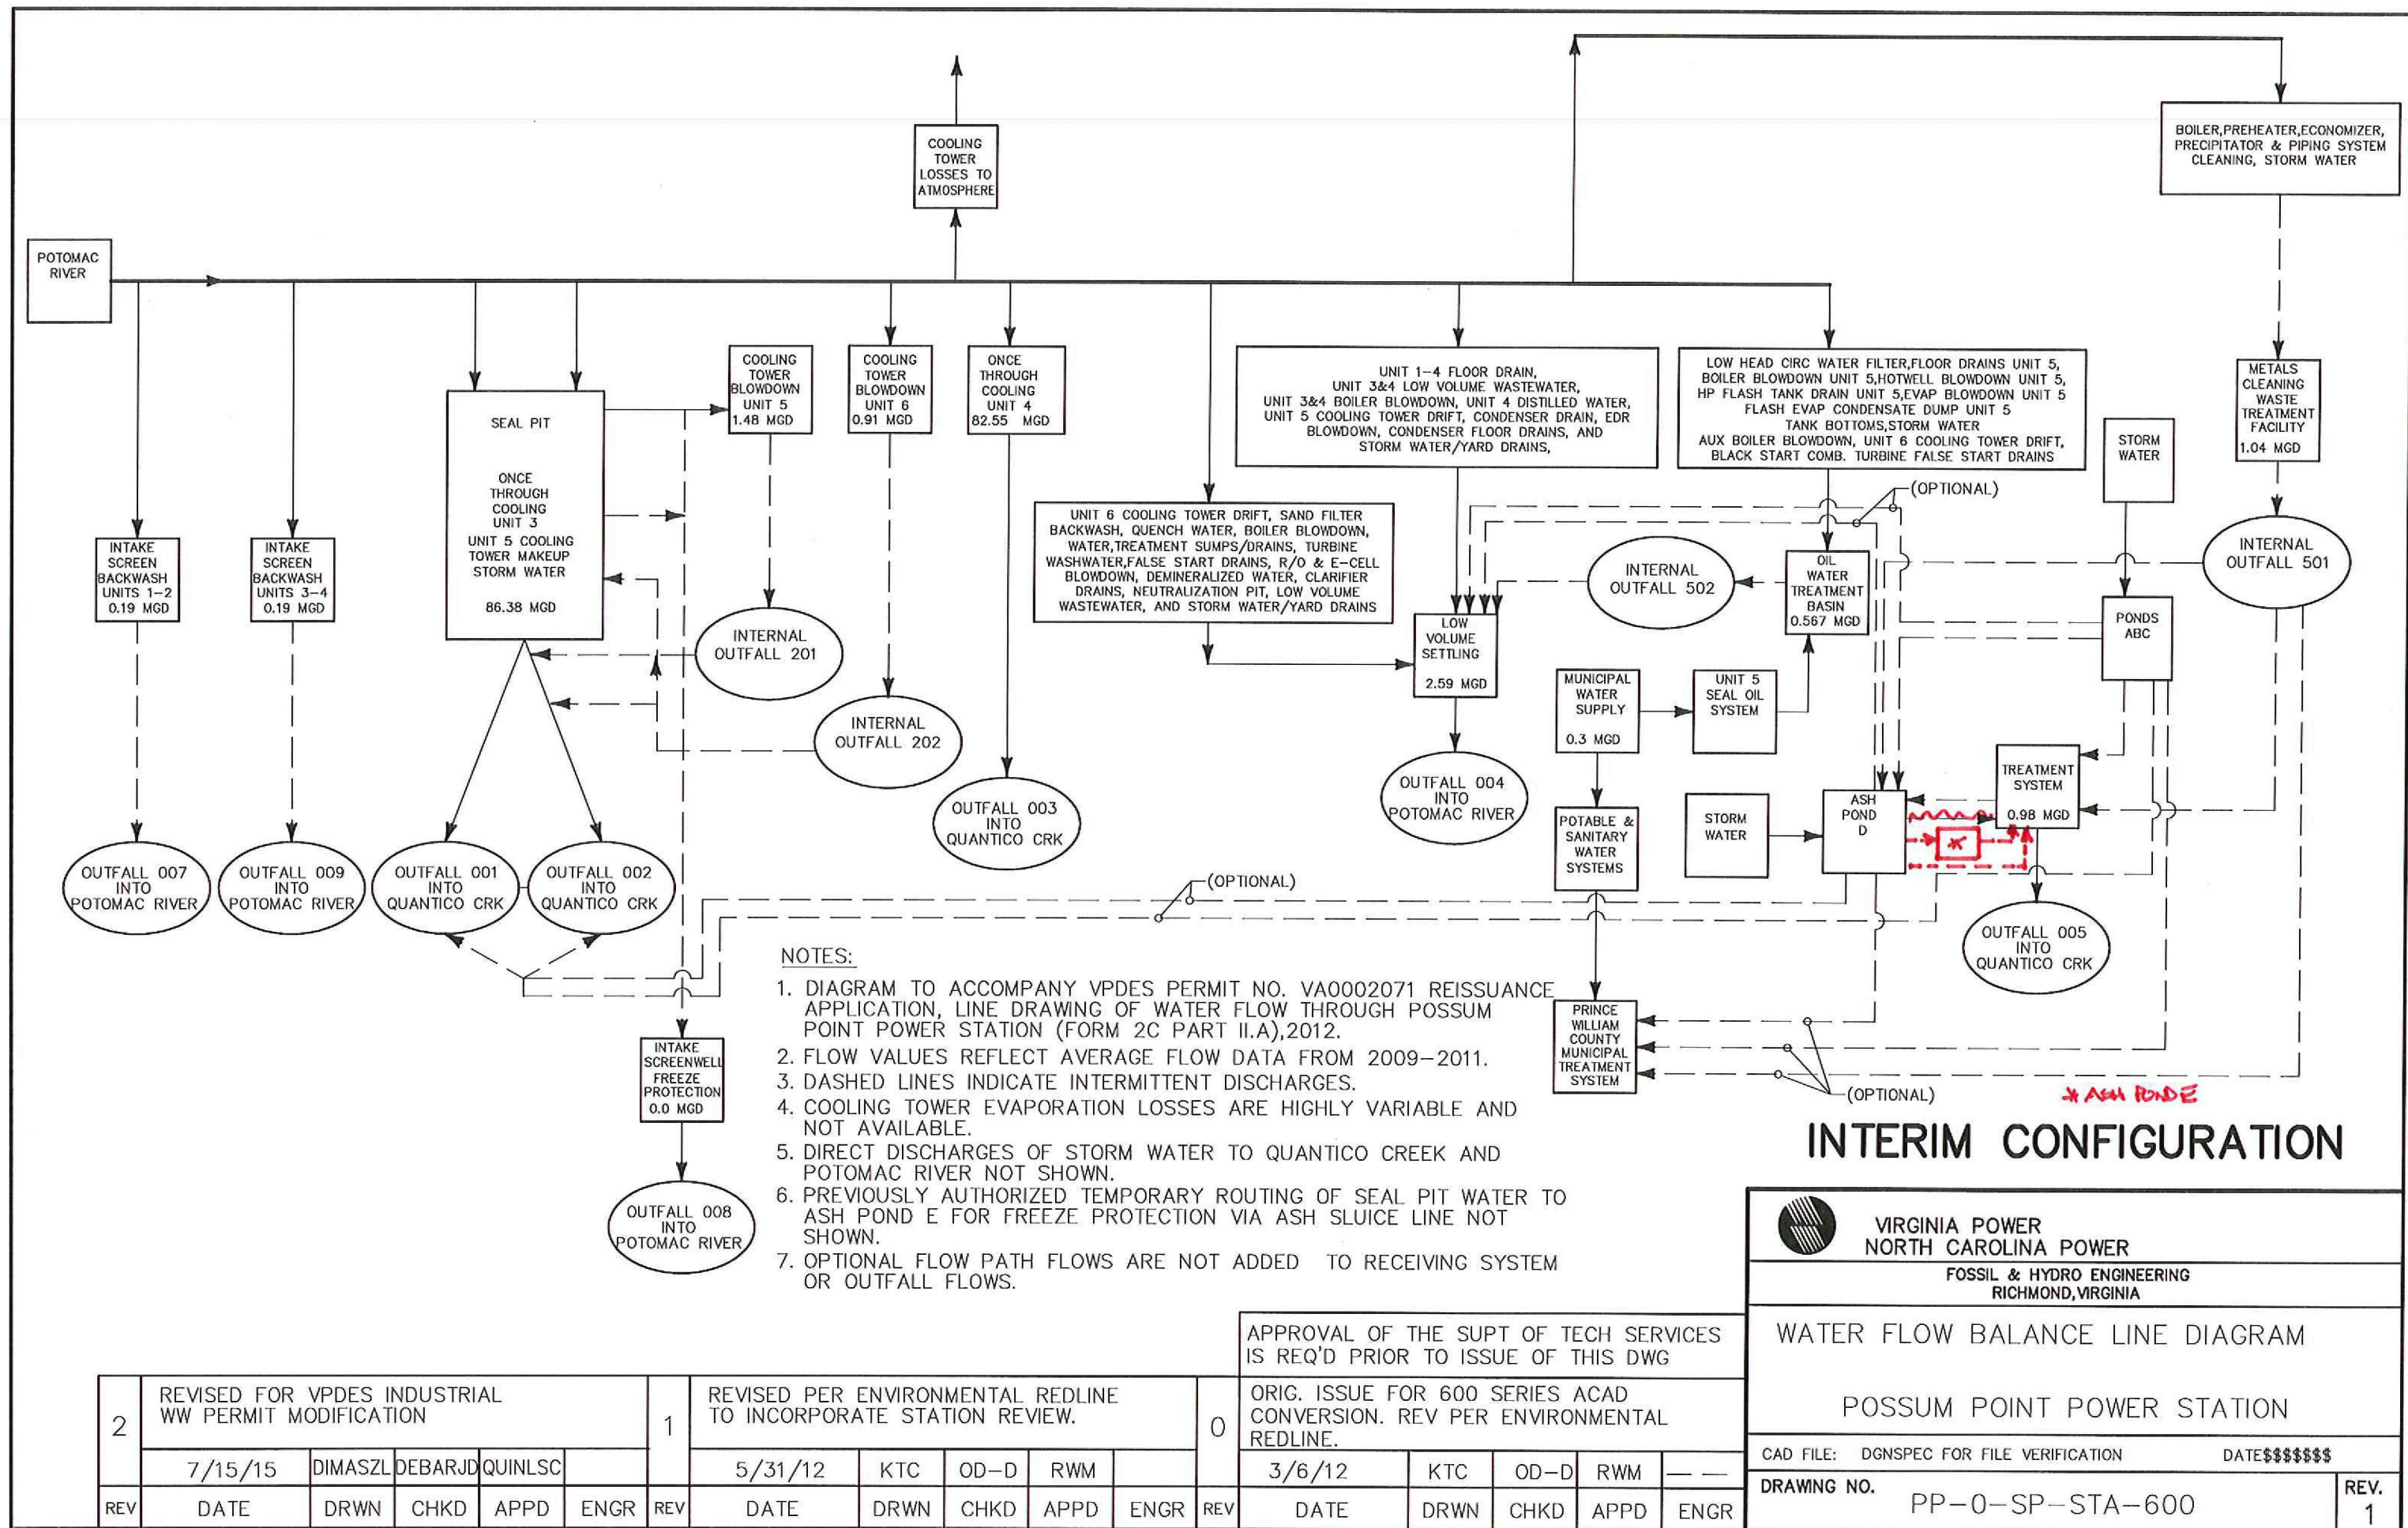 COOLING
TOWER
LOSSES TO
ATMOSPHERE
BOILER,PREHEATER,ECONOMIZER,
PRECIPITATOR & PIPING SYSTEM
CLEANING, STORM WATER
POTOMAC
RIVER
SEAL PIT
ONCE
THROUGH
COOLING
UNIT 3
UNIT 5 COOLING
TOWER MAKEUP
STORM WATER
86.38 MGD
COOLING
TOWER
BLOWDOWN
UNIT 5
1.48 MGD
COOLING
TOWER
BLOWDOWN
UNIT 6
0.91 MGD
ONCE
THROUGH
COOLING
UNIT 4
82.55 MGD
UNIT 1-4 FLOOR DRAIN,
UNIT 3&4 LOW VOLUME WASTEWATER,
UNIT 3&4 BOILER BLOWDOWN, UNIT 4 DISTILLED WATER,
UNIT 5 COOLING TOWER DRIFT, CONDENSER DRAIN, EDR
BLOWDOWN, CONDENSER FLOOR DRAINS, AND
STORM WATER/YARD DRAINS,
LOW HEAD CIRC WATER FILTER,FLOOR DRAINS UNIT 5,
BOILER BLOWDOWN UNIT 5,HOTWELL BLOWDOWN UNIT 5,
HP FLASH TANK DRAIN UNIT 5,EVAP BLOWDOWN UNIT 5
FLASH EVAP CONDENSATE DUMP UNIT 5
TANK BOTTOMS,STORM WATER
AUX BOILER BLOWDOWN, UNIT 6 COOLING TOWER DRIFT,
BLACK START COMB. TURBINE FALSE START DRAINS
METALS
CLEANING
WASTE
TREATMENT
FACILITY
1.04 MGD
STORM
WATER
(OPTIONAL)
INTAKE
SCREEN
BACKWASH
UNITS 1-2
0.19 MGD
INTAKE
SCREEN
BACKWASH
UNITS 3-4
0.19 MGD
UNIT 6 COOLING TOWER DRIFT, SAND FILTER
BACKWASH, QUENCH WATER, BOILER BLOWDOWN,
WATER,TREATMENT SUMPS/DRAINS, TURBINE
WASHWATER,FALSE START DRAINS, R/O & E-CELL
BLOWDOWN, DEMINERALIZED WATER, CLARIFIER
DRAINS, NEUTRALIZATION PIT, LOW VOLUME
WASTEWATER, AND STORM WATER/YARD DRAINS
INTERNAL
OUTFALL 502
OIL
WATER
TREATMENT
BASIN
0.567 MGD
INTERNAL
OUTFALL 501
INTERNAL
OUTFALL 201
INTERNAL
OUTFALL 202
LOW
VOLUME
SETTLING
2.59 MGD
PONDS
ABC
MUNICIPAL
WATER
SUPPLY
0.3 MGD
UNIT 5
SEAL OIL
SYSTEM
OUTFALL 003
INTO
QUANTICO CRK
OUTFALL 004
INTO
POTOMAC RIVER
POTABLE &
SANITARY
WATER
SYSTEMS
STORM
WATER
ASH
POND
D
*
TREATMENT
SYSTEM
0.98 MGD
OUTFALL 007
INTO
POTOMAC RIVER
OUTFALL 009
INTO
POTOMAC RIVER
OUTFALL 001
INTO
QUANTICO CRK
OUTFALL 002
INTO
QUANTICO CRK
(OPTIONAL)
OUTFALL 005
INTO
QUANTICO CRK
INTAKE
SCREENWELL
FREEZE
PROTECTION
0.0 MGD
OUTFALL 008
INTO
POTOMAC RIVER
PRINCE
WILLIAM
COUNTY
MUNICIPAL
TREATMENT
SYSTEM
(OPTIONAL)
* ASH POND E
INTERIM CONFIGURATION
NOTES:
1. DIAGRAM TO ACCOMPANY VPDES PERMIT NO. VA0002071 REISSUANCE
APPLICATION, LINE DRAWING OF WATER FLOW THROUGH POSSUM
POINT POWER STATION (FORM 2C PART II.A),2012.
2. FLOW VALUES REFLECT AVERAGE FLOW DATA FROM 2009-2011.
3. DASHED LINES INDICATE INTERMITTENT DISCHARGES.
4. COOLING TOWER EVAPORATION LOSSES ARE HIGHLY VARIABLE AND
NOT AVAILABLE.
5. DIRECT DISCHARGES OF STORM WATER TO QUANTICO CREEK AND
POTOMAC RIVER NOT SHOWN.
6. PREVIOUSLY AUTHORIZED TEMPORARY ROUTING OF SEAL PIT WATER TO
ASH POND E FOR FREEZE PROTECTION VIA ASH SLUICE LINE NOT
SHOWN.
7. OPTIONAL FLOW PATH FLOWS ARE NOT ADDED TO RECEIVING SYSTEM
OR OUTFALL FLOWS.
VIRGINIA POWER
NORTH CAROLINA POWER
FOSSIL & HYDRO ENGINEERING
RICHMOND,VIRGINIA
WATER FLOW BALANCE LINE DIAGRAM
POSSUM POINT POWER STATION
CAD FILE: DGNSPEC FOR FILE VERIFICATION DATE$$$$$$$
DRAWING NO. PP-0-SP-STA-600 REV. 1
APPROVAL OF THE SUPT OF TECH SERVICES
IS REQ'D PRIOR TO ISSUE OF THIS DWG
2 REVISED FOR VPDES INDUSTRIAL
WW PERMIT MODIFICATION
7/15/15 DIMASZL DEBARJD QUINLSC
REV DATE DRWN CHKD APPD ENGR
1 REVISED PER ENVIRONMENTAL REDLINE
TO INCORPORATE STATION REVIEW.
5/31/12 KTC OD-D RWM
REV DATE DRWN CHKD APPD ENGR
0 ORIG. ISSUE FOR 600 SERIES ACAD
CONVERSION. REV PER ENVIRONMENTAL
REDLINE.
3/6/12 KTC OD-D RWM — —
REV DATE DRWN CHKD APPD ENGR